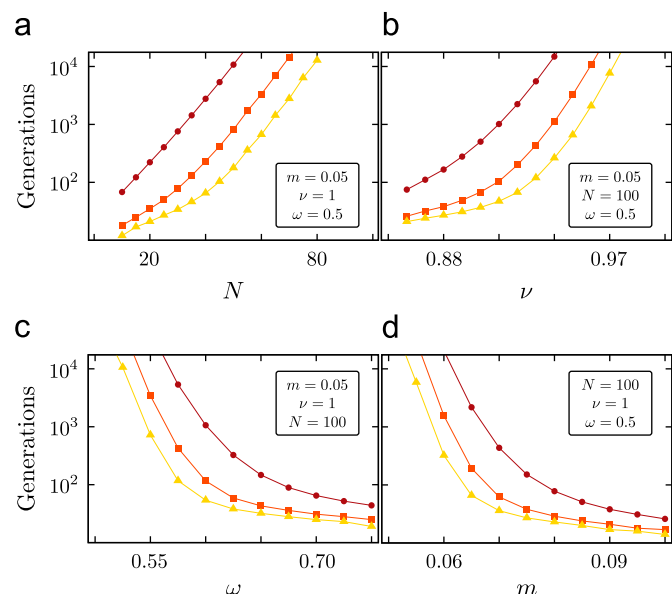 a
b
Generations
10^4
10^3
10^2
m = 0.05
ν = 1
ω = 0.5
20
80
N
m = 0.05
N = 100
ω = 0.5
0.88
0.97
ν
c
d
Generations
10^4
10^3
10^2
m = 0.05
ν = 1
N = 100
0.55
0.70
ω
N = 100
ν = 1
ω = 0.5
0.06
0.09
m